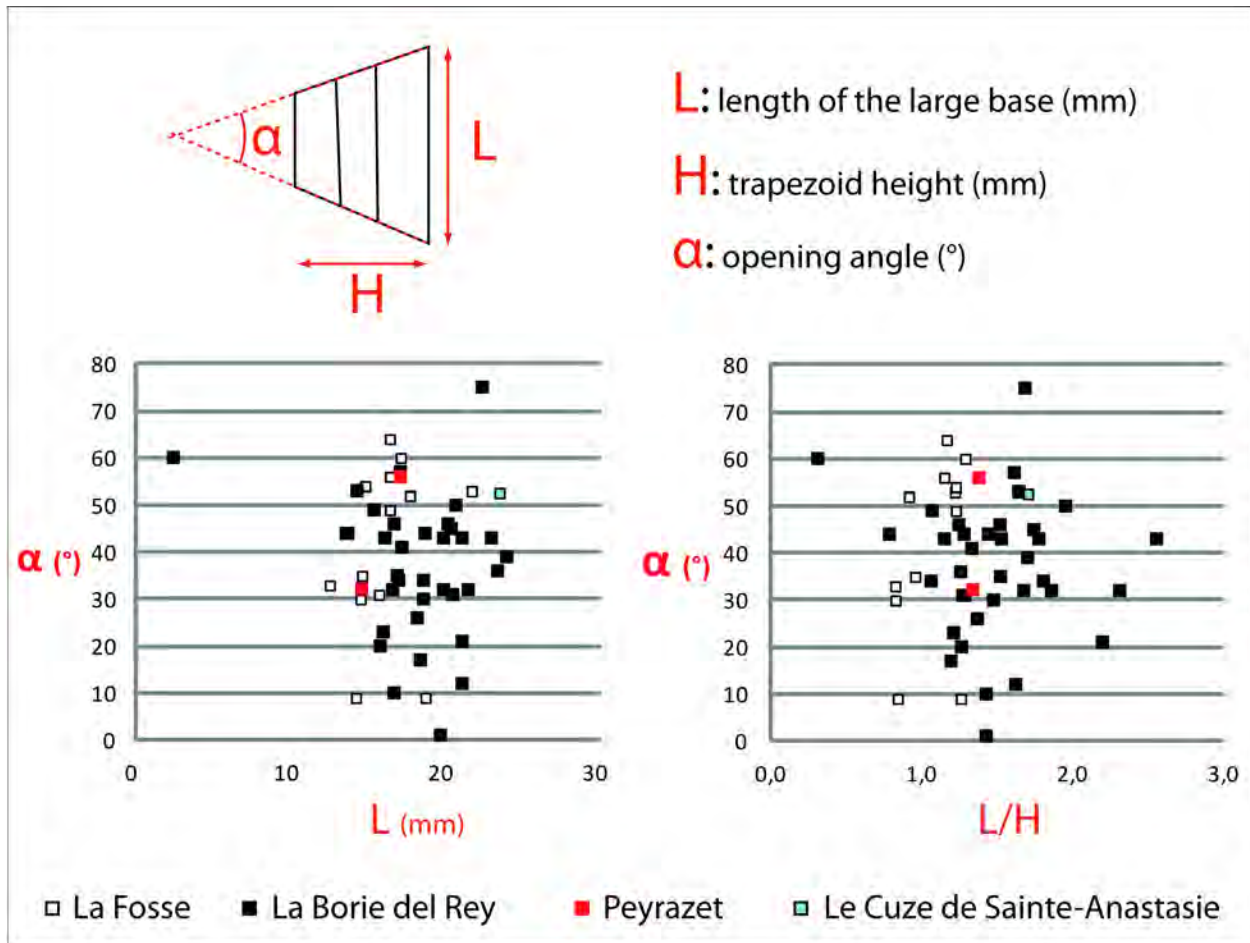 α
L
H
L: length of the large base (mm)
H: trapezoid height (mm)
α: opening angle (°)
80
70
60
50
40
30
20
10
0
α (°)
0 10 20 30
L (mm)
80
70
60
50
40
30
20
10
0
α (°)
0,0 1,0 2,0 3,0
L/H
La Fosse La Borie del Rey Peyrazet Le Cuze de Sainte-Anastasie